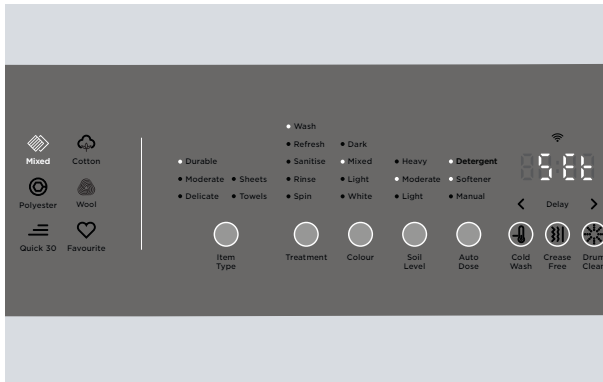 Mixed Cotton
Polyester Wool
Quick 30 Favourite
Durable
Moderate Sheets
Delicate Towels
Item
Type
Wash
Refresh
Sanitise
Rinse
Spin
Treatment
Dark
Mixed
Light
White
Colour
Heavy
Moderate
Light
Soil
Level
Detergent
Softener
Manual
Auto
Dose
SEt
Delay
Cold
Wash
Crease
Free
Drum
Clean